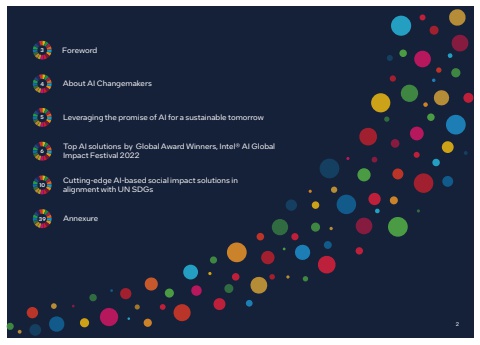 3 Foreword
4 About AI Changemakers
5 Leveraging the promise of AI for a sustainable tomorrow
6 Top AI solutions by Global Award Winners, Intel® AI Global
Impact Festival 2022
10 Cutting-edge AI-based social impact solutions in
alignment with UN SDGs
39 Annexure
2